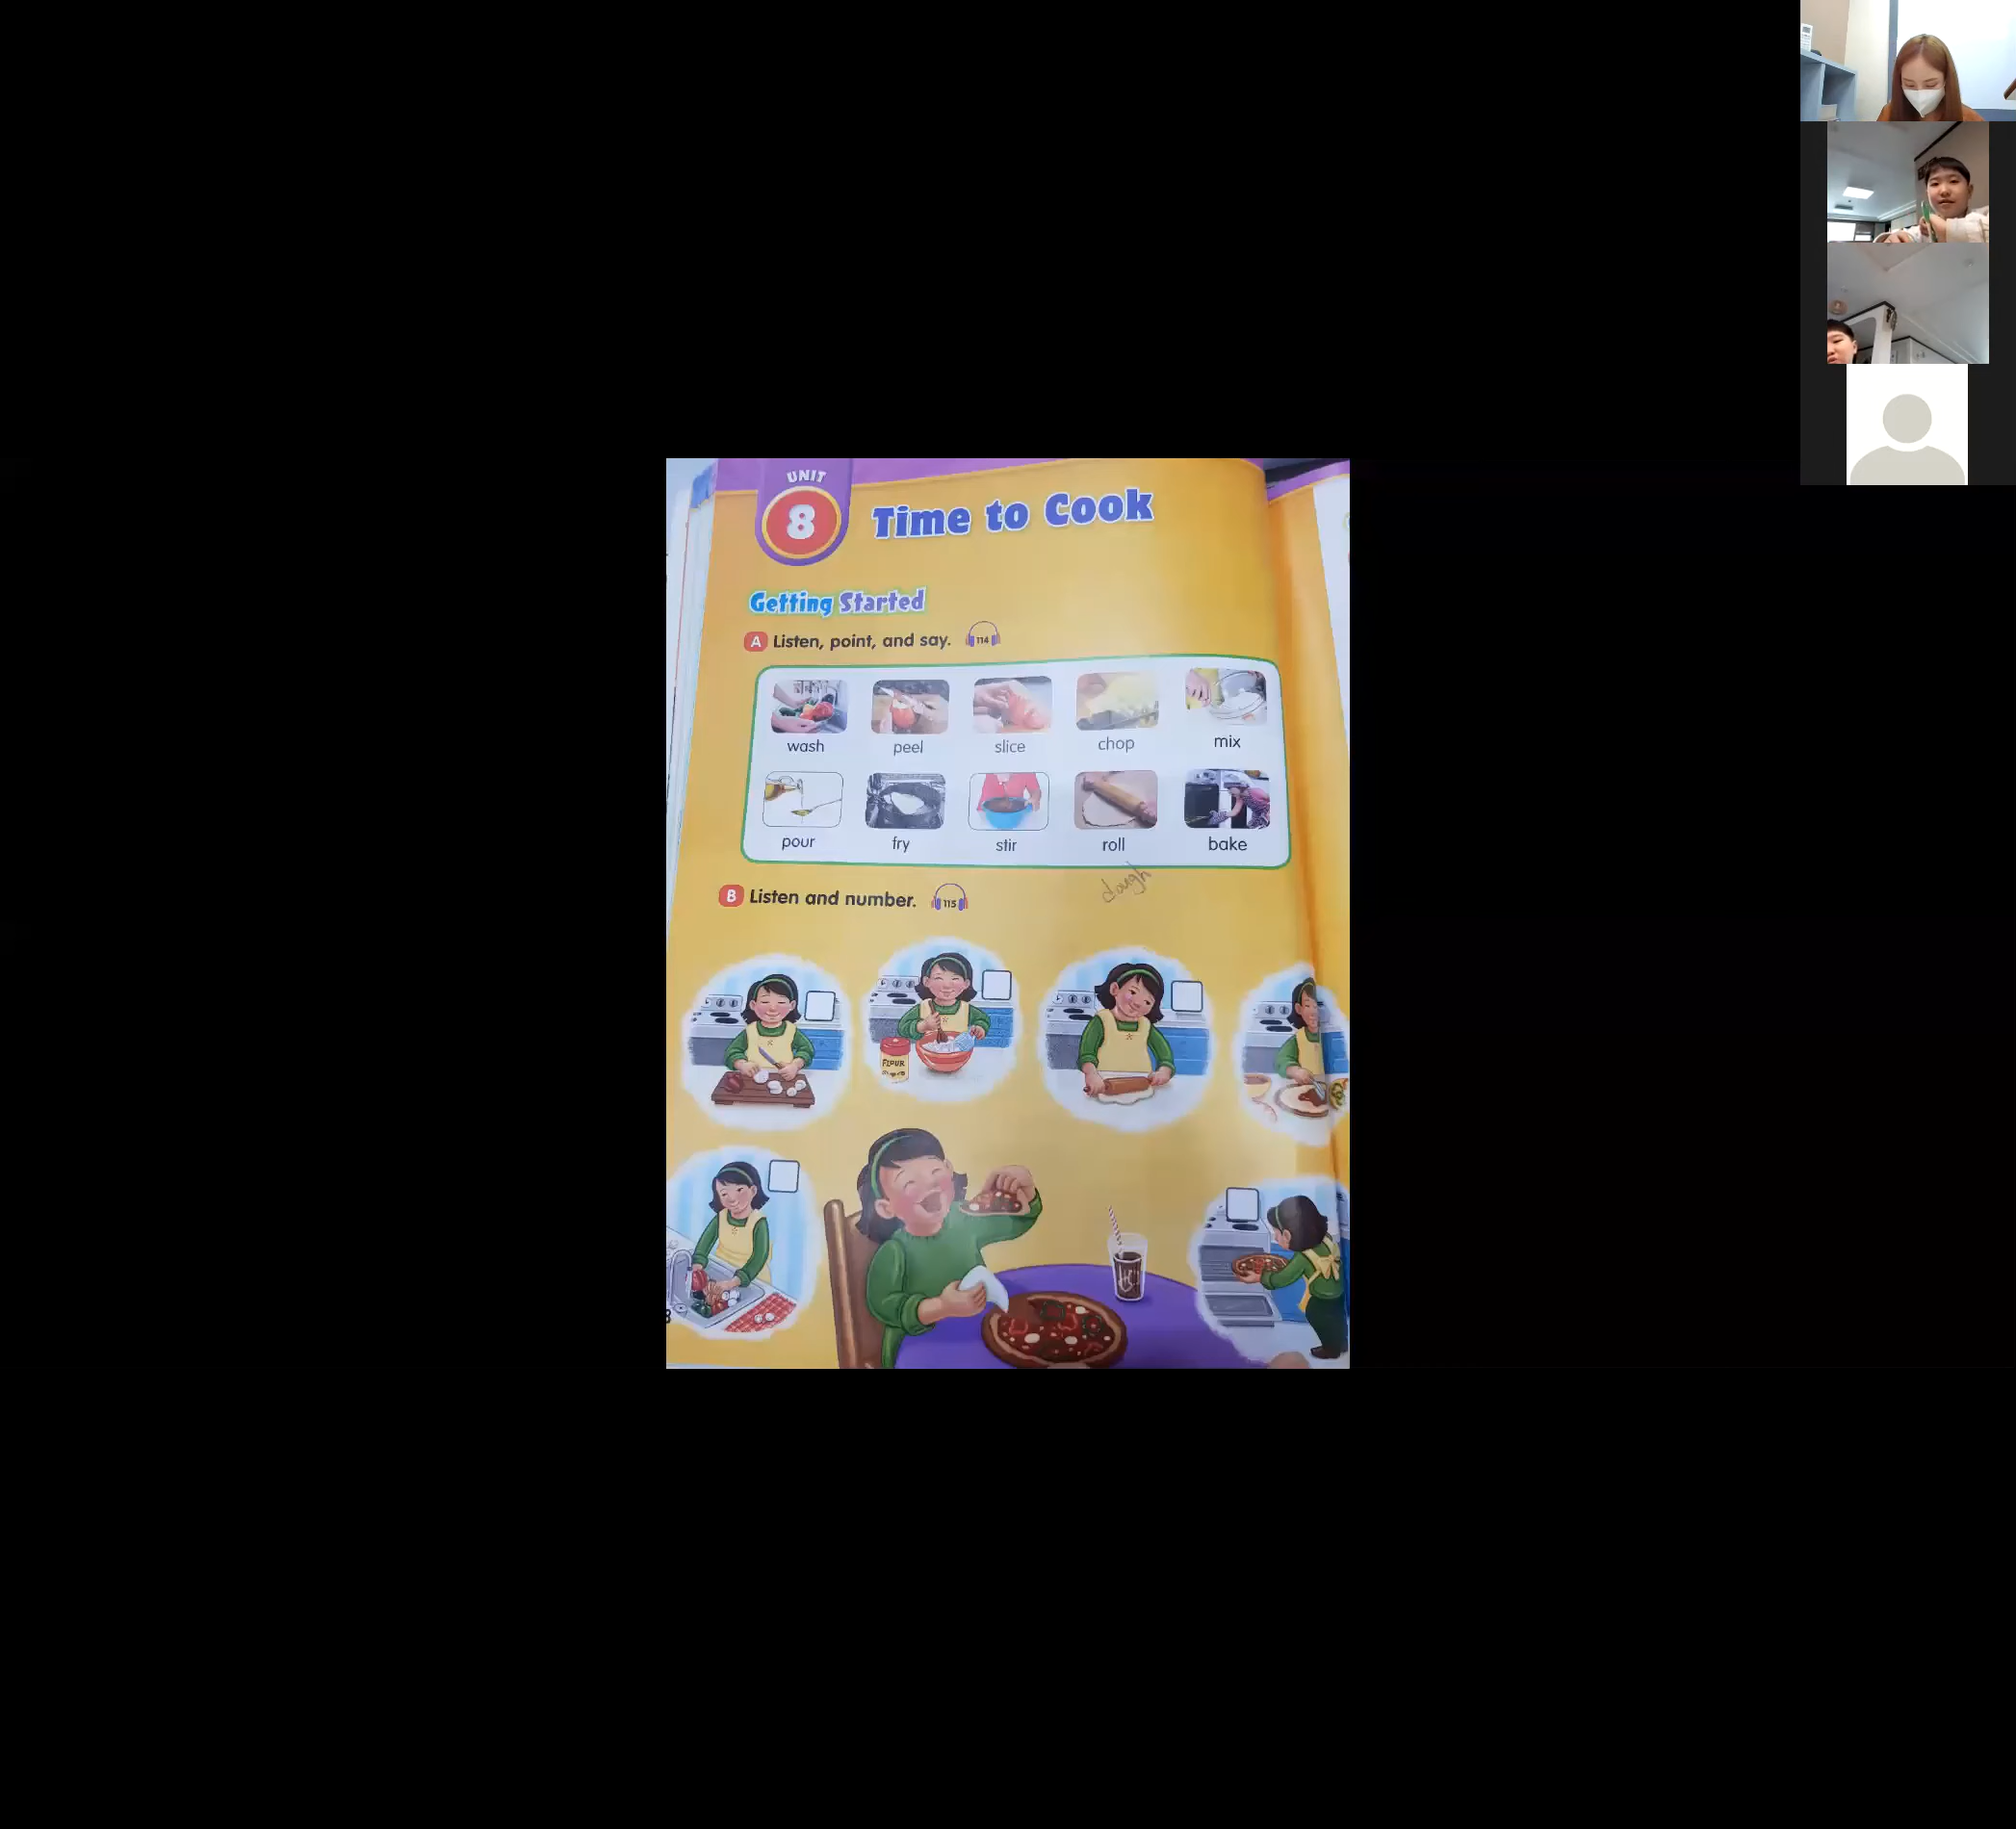 UNIT
8
Time to Cook
Getting Started
A Listen, point, and say. 114
wash peel slice chop mix
pour fry stir roll bake
dough
B Listen and number. 115
FLOUR
8